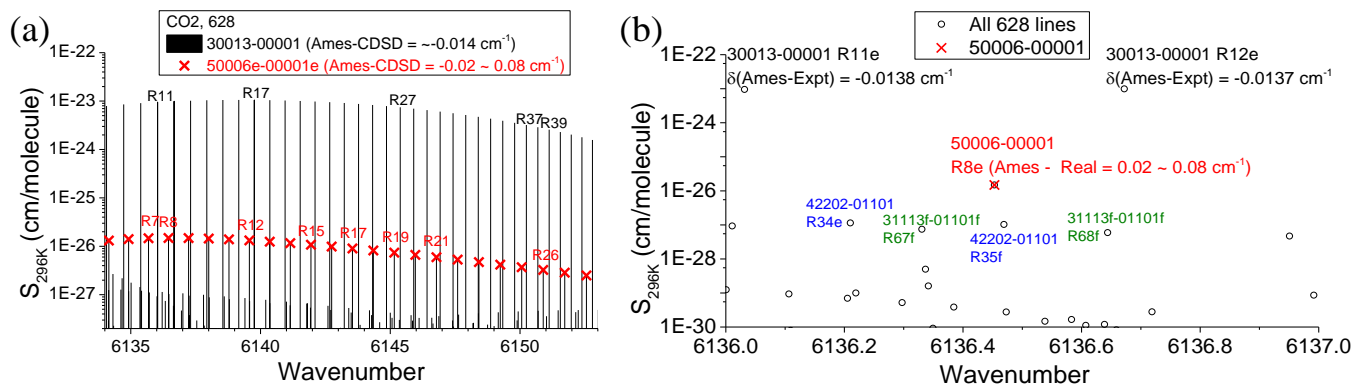 (a)
CO2, 628
30013-00001 (Ames-CDSD = ~-0.014 cm⁻¹)
50006e-00001e (Ames-CDSD = -0.02 ~ 0.08 cm⁻¹)
S296K (cm/molecule)
1E-22
1E-23
1E-24
1E-25
1E-26
1E-27
R11
R17
R27
R37
R39
R7
R8
R12
R15
R17
R19
R21
R26
6135
6140
6145
6150
Wavenumber
(b)
All 628 lines
50006-00001
S296K (cm/molecule)
1E-22
1E-24
1E-26
1E-28
1E-30
30013-00001 R11e
δ(Ames-Expt) = -0.0138 cm⁻¹
30013-00001 R12e
δ(Ames-Expt) = -0.0137 cm⁻¹
50006-00001
R8e (Ames - Real = 0.02 ~ 0.08 cm⁻¹)
42202-01101
R34e
31113f-01101f
R67f
42202-01101
R35f
31113f-01101f
R68f
6136.0
6136.2
6136.4
6136.6
6136.8
6137.0
Wavenumber